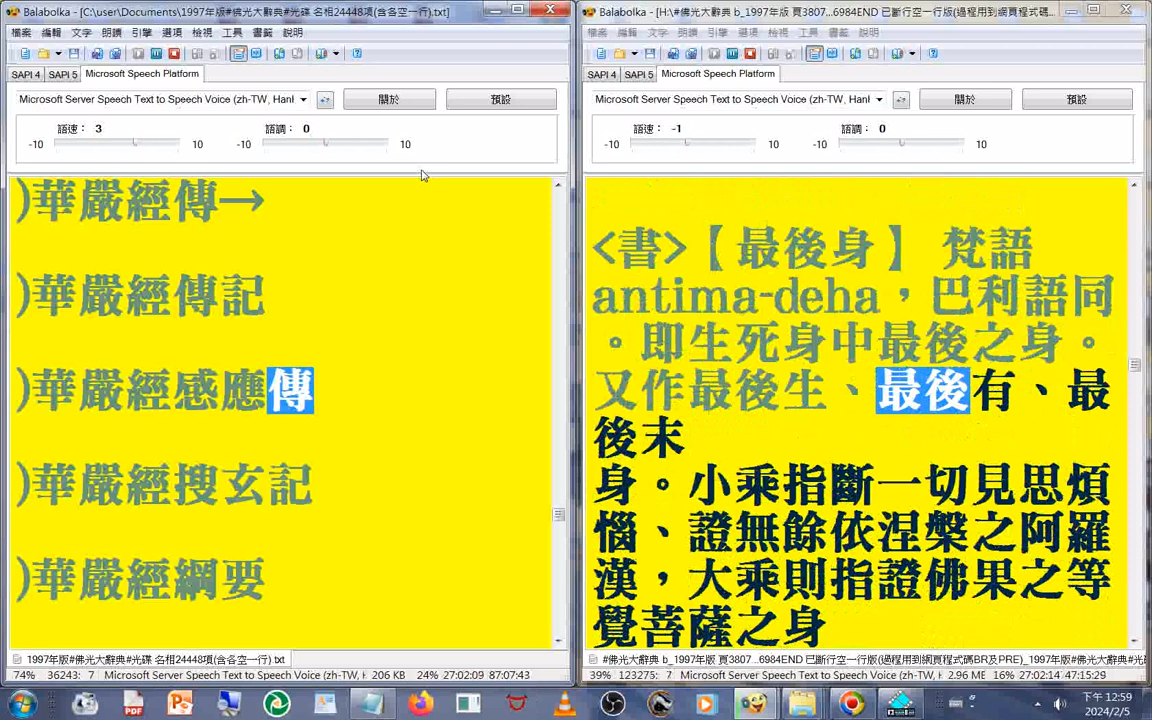 Balabolka - [C:\user\Documents\1997年版#佛光大辭典#光碟 名相24448項(含各空一行).txt]
檔案 編輯 文字 朗讀 引擎 選項 檢視 工具 書籤 說明
SAPI 4 SAPI 5 Microsoft Speech Platform
Microsoft Server Speech Text to Speech Voice (zh-TW, HanI
關於
預設
語速： 3
語調： 0
-10 10 -10 10
)華嚴經傳→
)華嚴經傳記
)華嚴經感應傳
)華嚴經搜玄記
)華嚴經綱要
1997年版#佛光大辭典#光碟 名相24448項(含各空一行).txt
74% 36243: 7 Microsoft Server Speech Text to Speech Voice (zh-TW, H 206 KB 24% 27:02:09 87:07:43
Balabolka - [H:\#佛光大辭典 b_1997年版 頁3807...6984END 已斷行空一行版(過程用到網頁程式碼...
檔案 編輯 文字 朗讀 引擎 選項 檢視 工具 書籤 說明
SAPI 4 SAPI 5 Microsoft Speech Platform
Microsoft Server Speech Text to Speech Voice (zh-TW, HanI
關於
預設
語速： -1
語調： 0
-10 10 -10 10
<書>【最後身】 梵語
antima-deha，巴利語同
。即生死身中最後之身。
又作最後生、最後有、最
後末
身。小乘指斷一切見思煩
惱、證無餘依涅槃之阿羅
漢，大乘則指證佛果之等
覺菩薩之身
#佛光大辭典 b_1997年版 頁3807...6984END 已斷行空一行版(過程用到網頁程式碼BR及PRE)_1997年版#佛光
39% 123275: 7 Microsoft Server Speech Text to Speech Voice (zh-TW, H 2.96 ME 16% 27:02:14 47:15:29
PDF
下午 12:59
2024/2/5